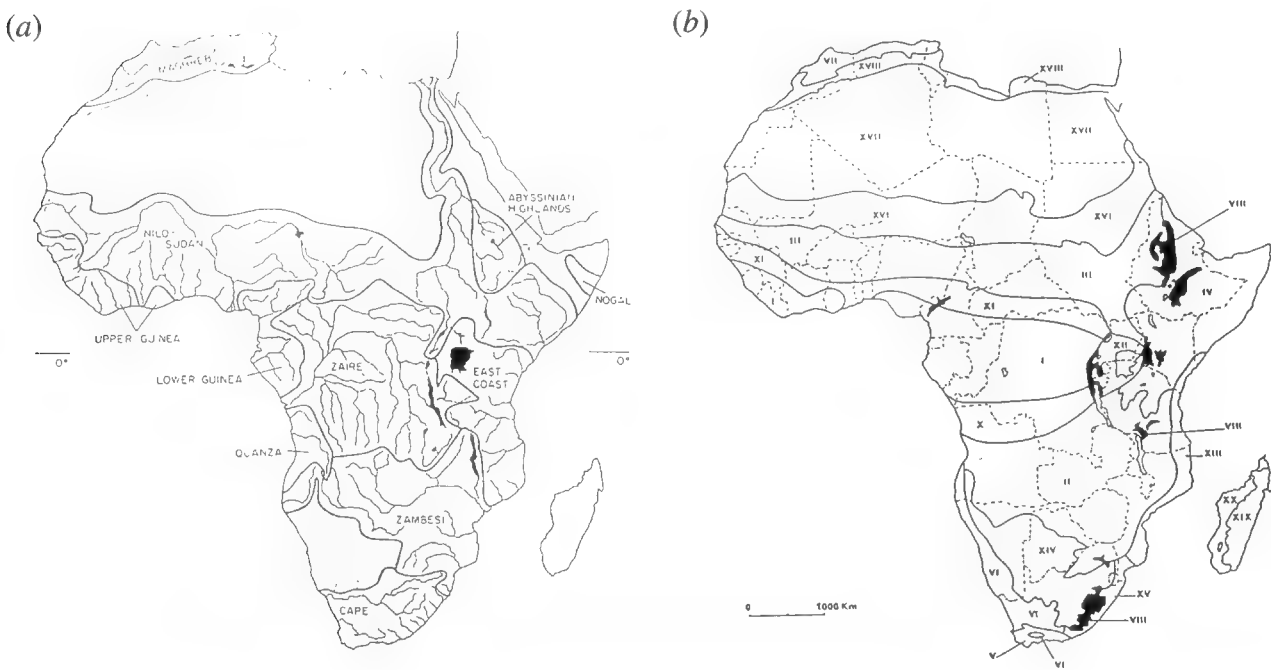 (a)
MAGHREB
ABYSSINIAN
HIGHLANDS
NILO-
SUDAN
NOGAL
UPPER GUINEA
0°
0°
LOWER GUINEA
ZAIRE
EAST
COAST
QUANZA
ZAMBESI
CAPE
(b)
VII
XVIII
XVIII
XVII
XVII
VIII
XVI
XVI
III
XI
III
IV
XI
XII
I
X
VIII
XIII
II
XX
XIX
XIV
VI
XV
0
1000 Km
VI
VIII
V
VI